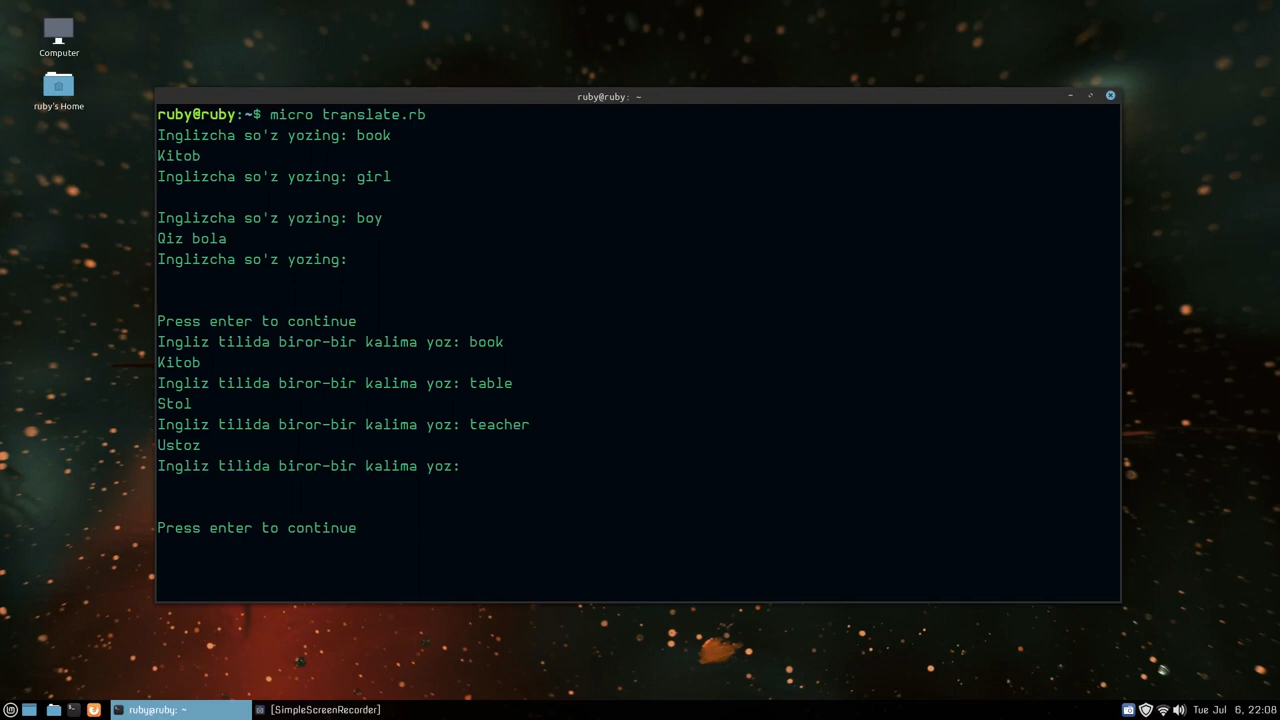 Computer
ruby's Home
ruby@ruby: ~
ruby@ruby:~$ micro translate.rb
Inglizcha so'z yozing: book
Kitob
Inglizcha so'z yozing: girl
Inglizcha so'z yozing: boy
Qiz bola
Inglizcha so'z yozing:
Press enter to continue
Ingliz tilida biror-bir kalima yoz: book
Kitob
Ingliz tilida biror-bir kalima yoz: table
Stol
Ingliz tilida biror-bir kalima yoz: teacher
Ustoz
Ingliz tilida biror-bir kalima yoz:
Press enter to continue
ruby@ruby: ~
[SimpleScreenRecorder]
Tue Jul 6, 22:08